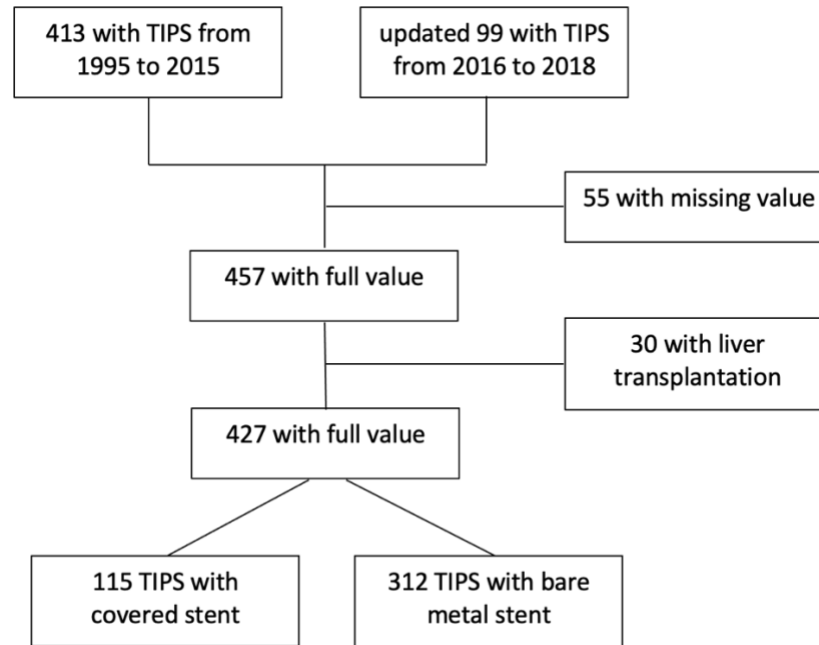 413 with TIPS from
1995 to 2015
updated 99 with TIPS
from 2016 to 2018
55 with missing value
457 with full value
30 with liver
transplantation
427 with full value
115 TIPS with
covered stent
312 TIPS with bare
metal stent